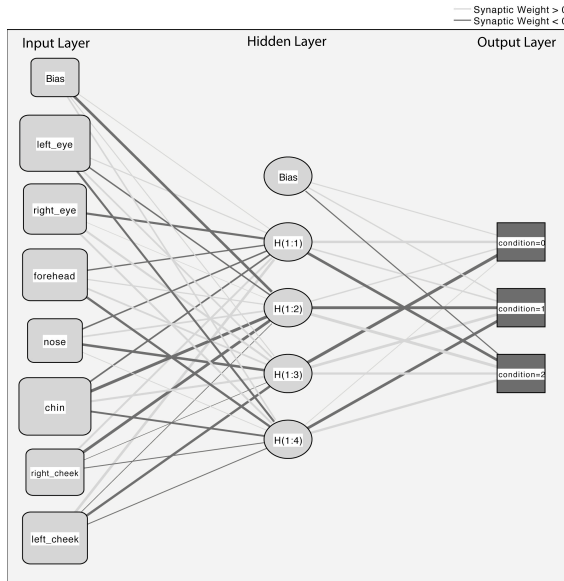 Synaptic Weight > 0
Synaptic Weight < 0
Input Layer
Hidden Layer
Output Layer
Bias
left_eye
right_eye
forehead
nose
chin
right_cheek
left_cheek
Bias
H(1:1)
H(1:2)
H(1:3)
H(1:4)
condition=0
condition=1
condition=2